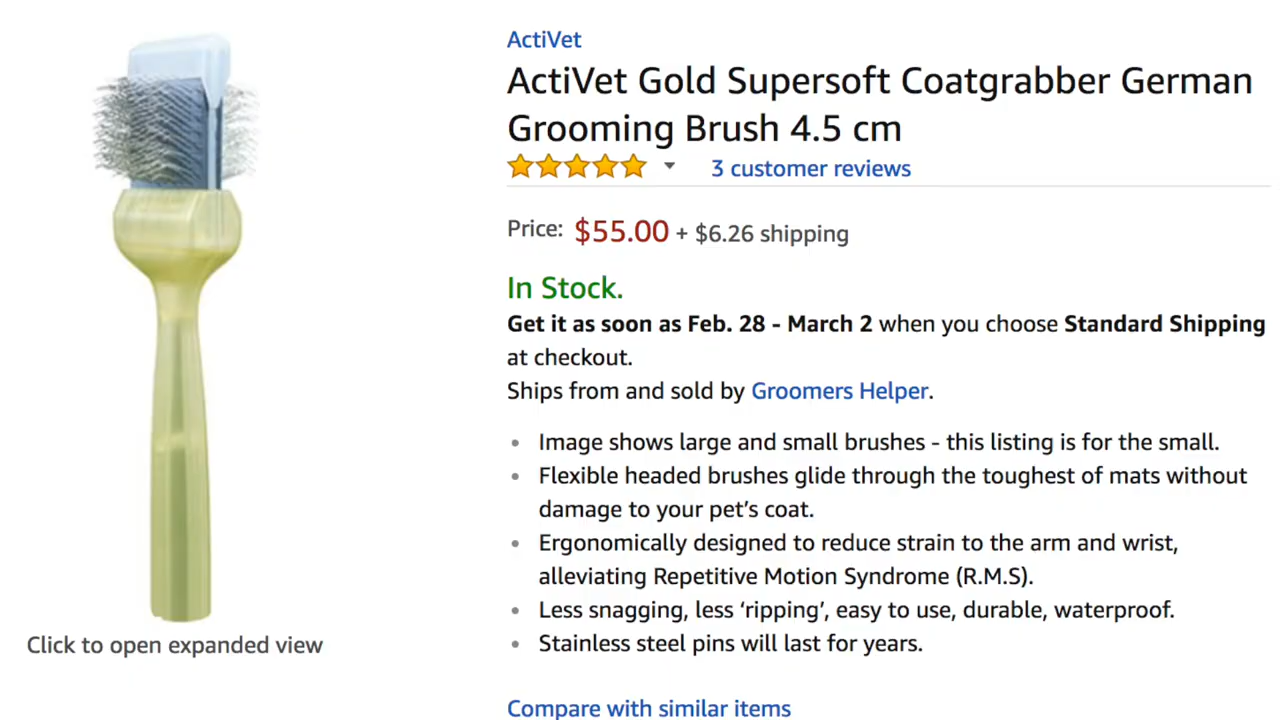 ActiVet
ActiVet Gold Supersoft Coatgrabber German
Grooming Brush 4.5 cm
3 customer reviews
Price: $55.00 + $6.26 shipping
In Stock.
Get it as soon as Feb. 28 - March 2 when you choose Standard Shipping
at checkout.
Ships from and sold by Groomers Helper.
Image shows large and small brushes - this listing is for the small.
Flexible headed brushes glide through the toughest of mats without
damage to your pet’s coat.
Ergonomically designed to reduce strain to the arm and wrist,
alleviating Repetitive Motion Syndrome (R.M.S).
Less snagging, less ‘ripping’, easy to use, durable, waterproof.
Stainless steel pins will last for years.
Click to open expanded view
Compare with similar items